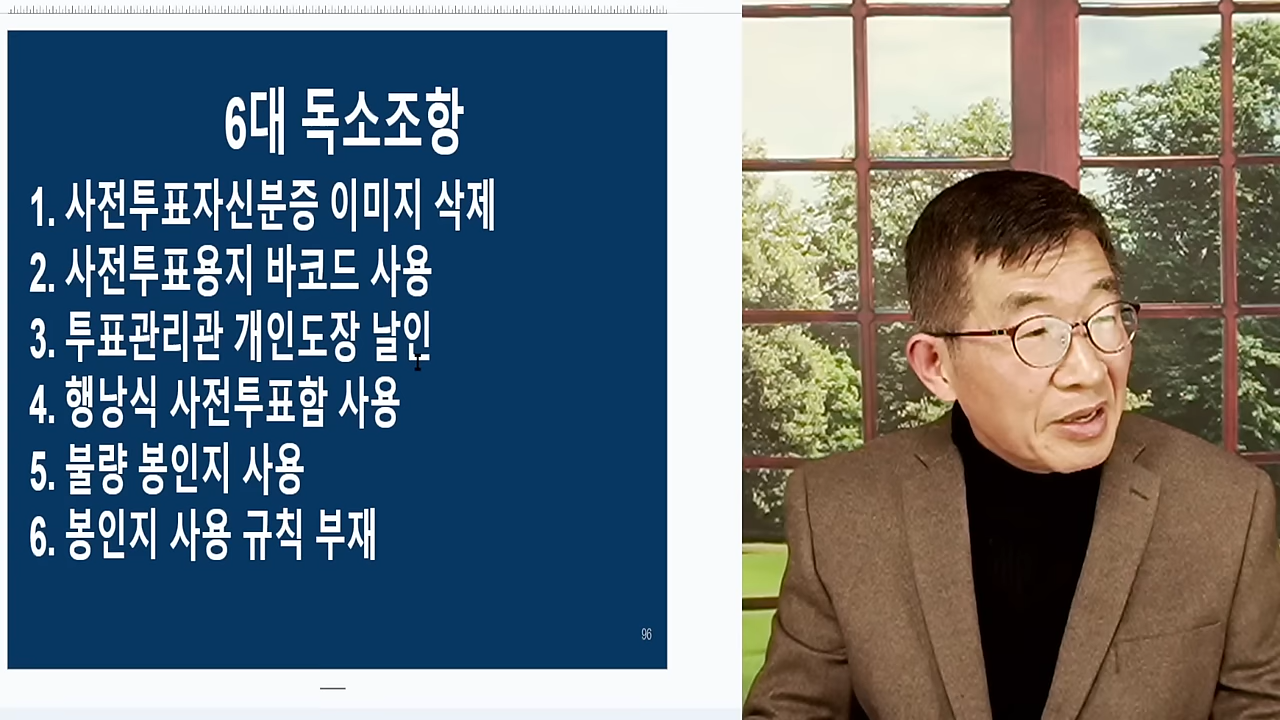 6대 독소조항
1. 사전투표자신분증 이미지 삭제
2. 사전투표용지 바코드 사용
3. 투표관리관 개인도장 날인
4. 행낭식 사전투표함 사용
5. 불량 봉인지 사용
6. 봉인지 사용 규칙 부재
96